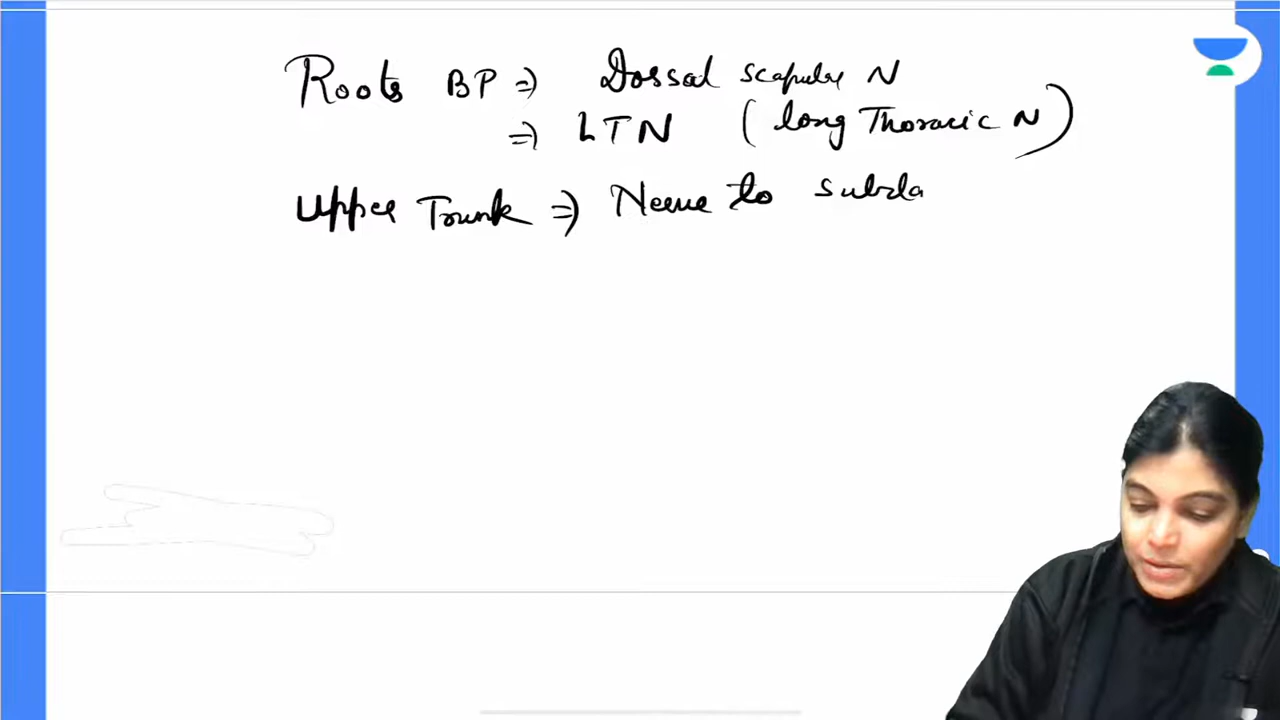 Roots BP ⇒ Dorsal scapular N
⇒ LTN (long Thoracic N)
Upper Trunk ⇒ Nerve to subcla